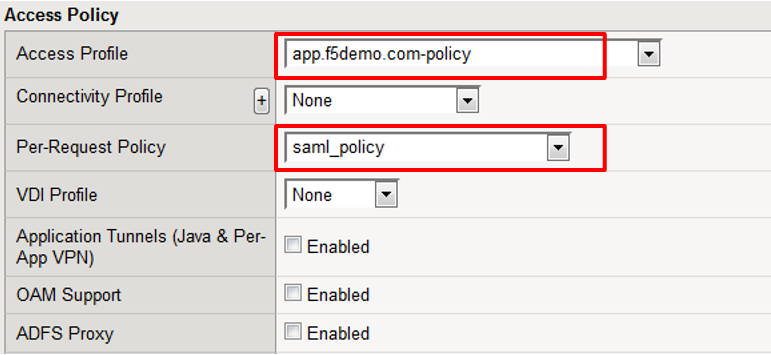 Access Policy
Access Profile
app.f5demo.com-policy
Connectivity Profile
+
None
Per-Request Policy
saml_policy
VDI Profile
None
Application Tunnels (Java & Per-
App VPN)
Enabled
OAM Support
Enabled
ADFS Proxy
Enabled